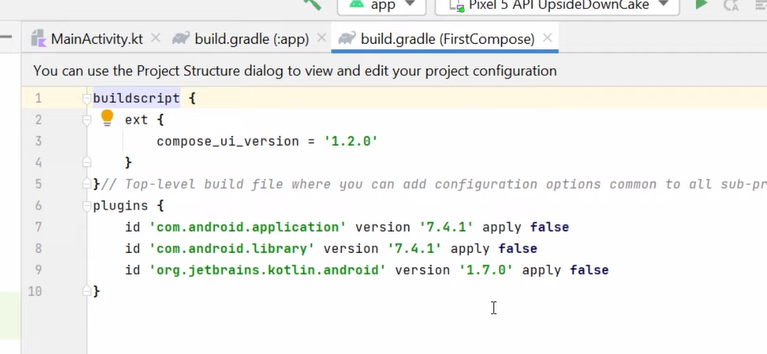 app
Pixel 5 API UpsideDownCake
MainActivity.kt
build.gradle (:app)
build.gradle (FirstCompose)
You can use the Project Structure dialog to view and edit your project configuration
1 buildscript {
2 ext {
3 compose_ui_version = '1.2.0'
4 }
5 }// Top-level build file where you can add configuration options common to all sub-pr
6 plugins {
7 id 'com.android.application' version '7.4.1' apply false
8 id 'com.android.library' version '7.4.1' apply false
9 id 'org.jetbrains.kotlin.android' version '1.7.0' apply false
10 }